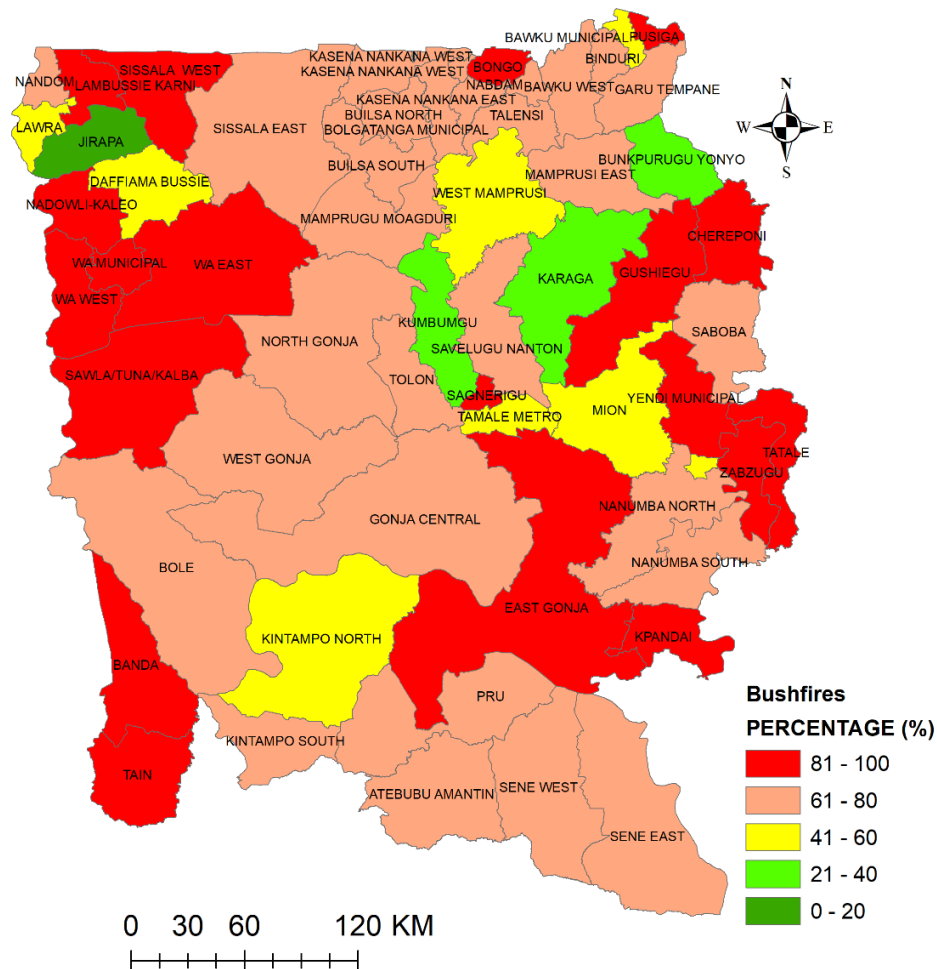 BAWKU MUNICIPAL
PUSIGA
KASENA NANKANA WEST
BINDURI
SISSALA WEST
KASENA NANKANA WEST
BONGO
NANDOM
LAMBUSSIE KARNI
NABDAM
BAWKU WEST
GARU TEMPANE
N
KASENA NANKANA EAST
BUILSA NORTH
TALENSI
LAWRA
SISSALA EAST
BOLGATANGA MUNICIPAL
W
E
JIRAPA
BUILSA SOUTH
BUNKPURUGU YONYO
S
DAFFIAMA BUSSIE
MAMPRUSI EAST
WEST MAMPRUSI
NADOWLI-KALEO
MAMPRUGU MOAGDURI
CHEREPONI
WA MUNICIPAL
WA EAST
GUSHIEGU
KARAGA
WA WEST
KUMBUMGU
SABOBA
NORTH GONJA
SAVELUGU NANTON
SAWLA/TUNA/KALBA
TOLON
SAGNERIGU
YENDI MUNICIPAL
TAMALE METRO
MION
TATALE
WEST GONJA
ZABZUGU
NANUMBA NORTH
GONJA CENTRAL
BOLE
NANUMBA SOUTH
EAST GONJA
KINTAMPO NORTH
KPANDAI
BANDA
PRU
KINTAMPO SOUTH
TAIN
ATEBUBU AMANTIN
SENE WEST
SENE EAST
Bushfires
PERCENTAGE (%)
81 - 100
61 - 80
41 - 60
21 - 40
0 - 20
0 30 60 120 KM